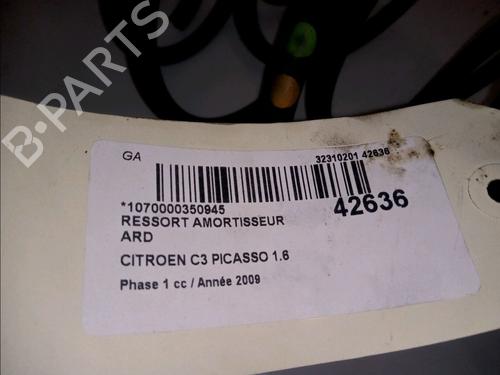 B-PARTS
GA
32310201 42636
*1070000350945
42636
RESSORT AMORTISSEUR
ARD
CITROEN C3 PICASSO 1.6
Phase 1 cc / Année 2009